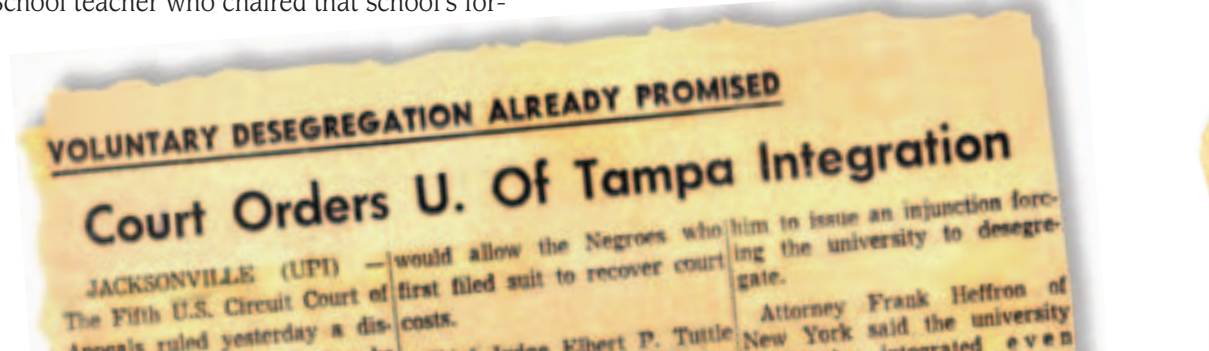 School teacher who chaired that school's for-
VOLUNTARY DESEGREGATION ALREADY PROMISED
Court Orders U. Of Tampa Integration
JACKSONVILLE (UPI) —
The Fifth U.S. Circuit Court of
Appeals ruled yesterday a dis-
would allow the Negroes who
first filed suit to recover court
costs.
Judge Elbert P. Tuttle
him to issue an injunction forc-
ing the university to desegre-
gate.
Attorney Frank Heffron of
New York said the university
integrated even